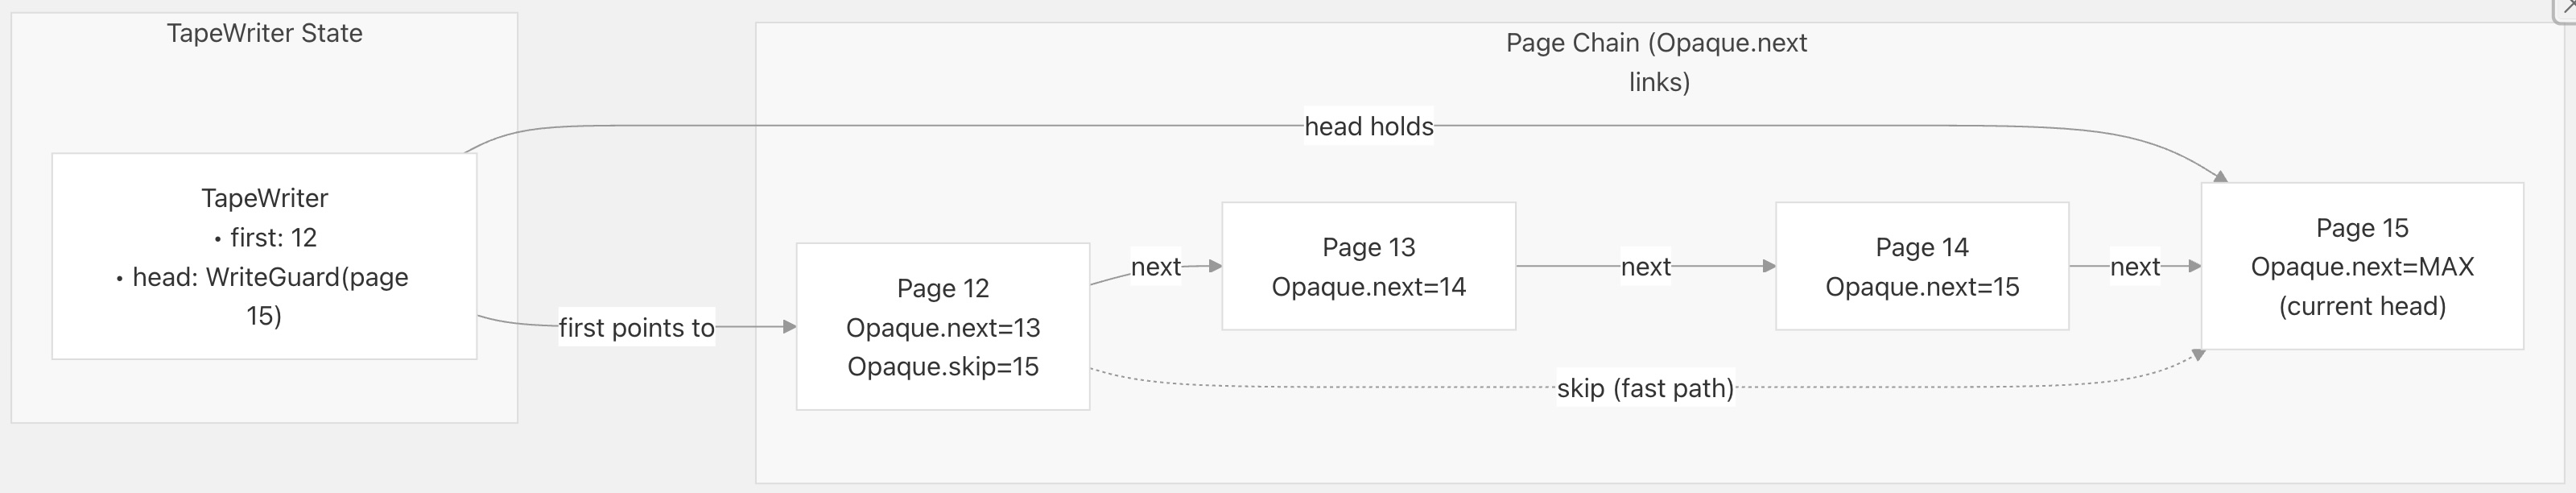 TapeWriter State
Page Chain (Opaque.next
links)
head holds
TapeWriter
• first: 12
• head: WriteGuard(page
15)
first points to
Page 12
Opaque.next=13
Opaque.skip=15
next
Page 13
Opaque.next=14
next
Page 14
Opaque.next=15
next
Page 15
Opaque.next=MAX
(current head)
skip (fast path)